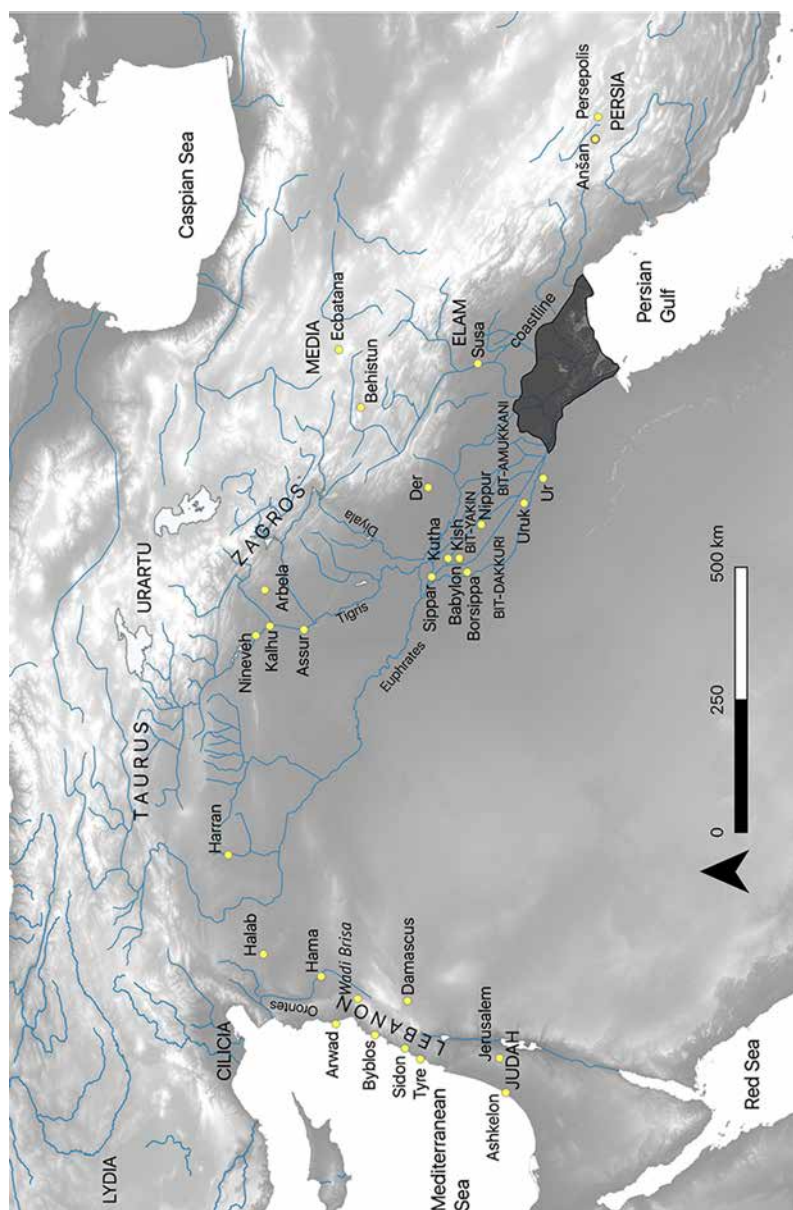 LYDIA
CILICIA
TAURUS
URARTU
Caspian Sea
ZAGROS
MEDIA
Ecbatana
Behistun
Harran
Halab
Hama
Wadi Brisa
Orontes
LEBANON
Arwad
Byblos
Sidon
Tyre
Damascus
Mediterranean
Sea
Jerusalem
JUDAH
Ashkelon
Red Sea
Nineveh
Kalhu
Arbela
Assur
Tigris
Diyala
Euphrates
Der
Sippar
Kutha
Babylon
Kish
Borsippa
BIT-YAKIN
Nippur
BIT-DAKKURI
BIT-AMUKKANI
Uruk
Ur
ELAM
Susa
coastline
Persian
Gulf
Anšan
Persepolis
PERSIA
0
250
500 km